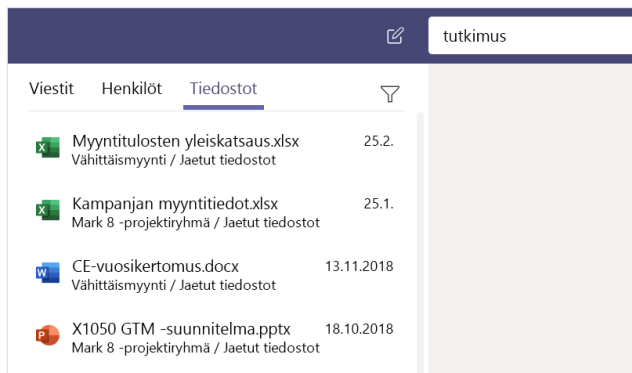 tutkimus
Viestit Henkilöt Tiedostot
Myyntitulosten yleiskatsaus.xlsx 25.2.
Vähittäismyynti / Jaetut tiedostot
Kampanjan myyntitiedot.xlsx 25.1.
Mark 8 -projektiryhmä / Jaetut tiedostot
CE-vuosikertomus.docx 13.11.2018
Vähittäismyynti / Jaetut tiedostot
X1050 GTM -suunnitelma.pptx 18.10.2018
Mark 8 -projektiryhmä / Jaetut tiedostot